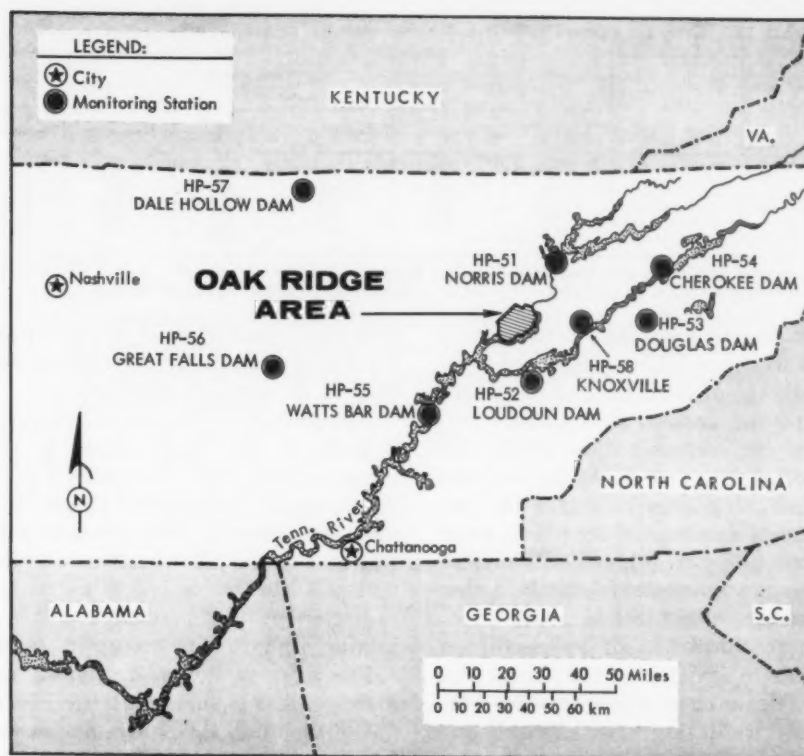 LEGEND:
City
Monitoring Station
KENTUCKY
VA.
HP-57
DALE HOLLOW DAM
Nashville
OAK RIDGE
AREA
HP-51
NORRIS DAM
HP-54
CHEROKEE DAM
HP-53
DOUGLAS DAM
HP-56
GREAT FALLS DAM
HP-58
KNOXVILLE
HP-55
WATTS BAR DAM
HP-52
LOUDOUN DAM
N
NORTH CAROLINA
Tenn. River
Chattanooga
ALABAMA
GEORGIA
S.C.
0 10 20 30 40 50 Miles
0 10 20 30 40 50 60 km